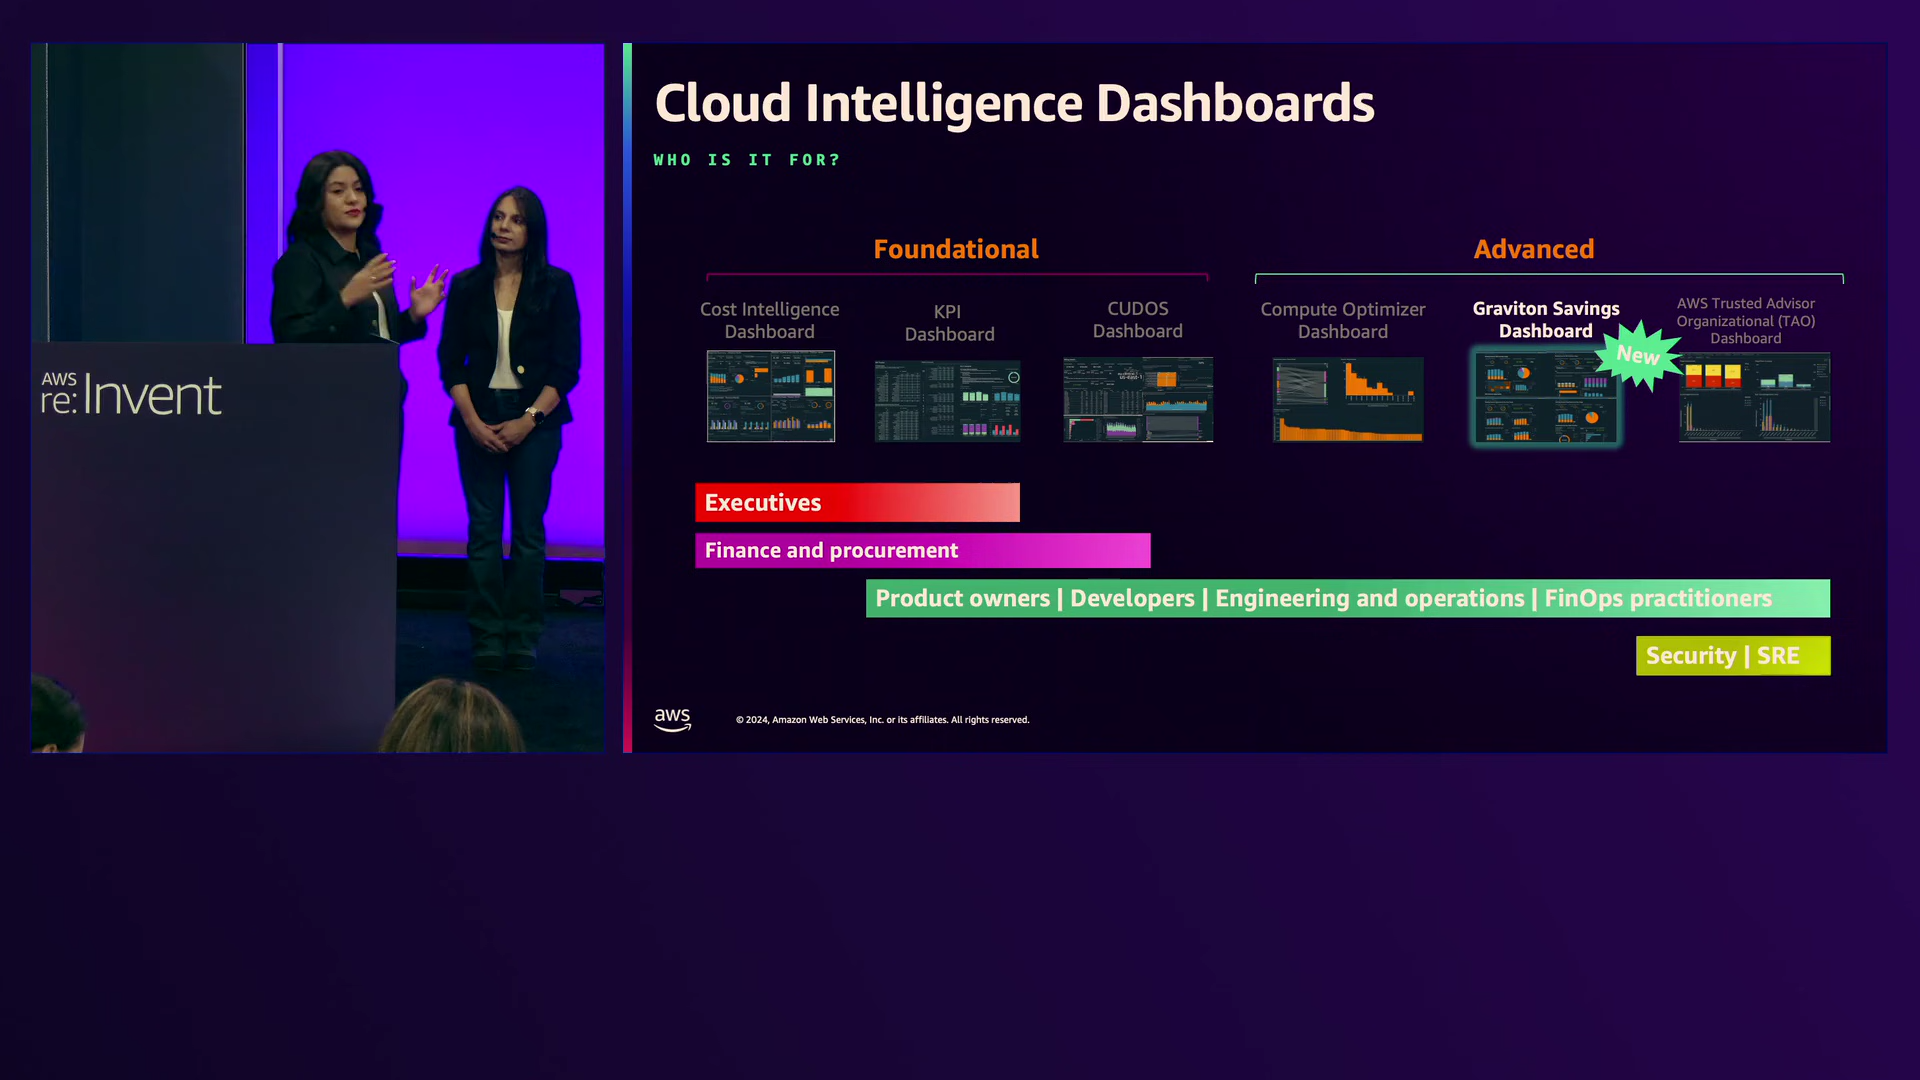 AWS
re:Invent
Cloud Intelligence Dashboards
WHO IS IT FOR?
Foundational
Advanced
Cost Intelligence
Dashboard
KPI
Dashboard
CUDOS
Dashboard
Compute Optimizer
Dashboard
Graviton Savings
Dashboard
New
AWS Trusted Advisor
Organizational (TAO)
Dashboard
Executives
Finance and procurement
Product owners | Developers | Engineering and operations | FinOps practitioners
Security | SRE
aws
© 2024, Amazon Web Services, Inc. or its affiliates. All rights reserved.